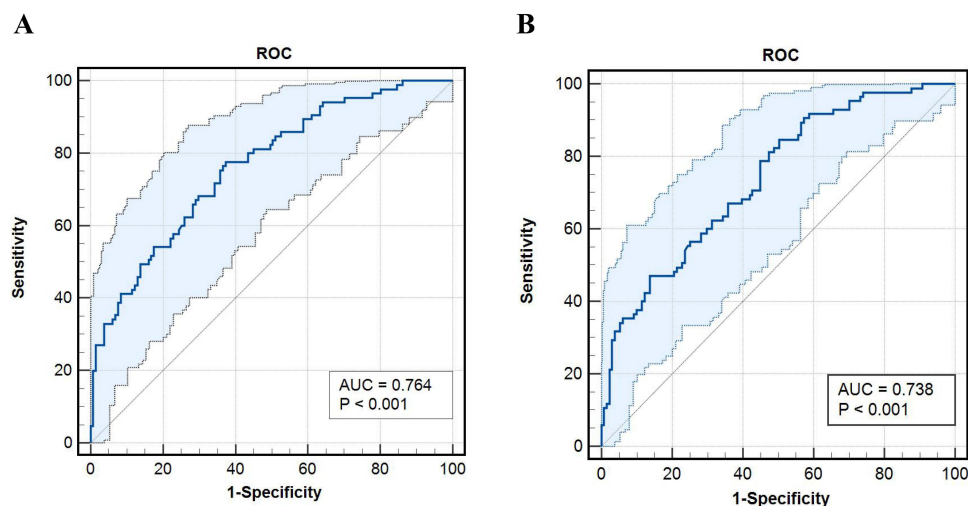 A
ROC
Sensitivity
100
80
60
40
20
0
AUC = 0.764
P < 0.001
0 20 40 60 80 100
1-Specificity
B
ROC
Sensitivity
100
80
60
40
20
0
AUC = 0.738
P < 0.001
0 20 40 60 80 100
1-Specificity